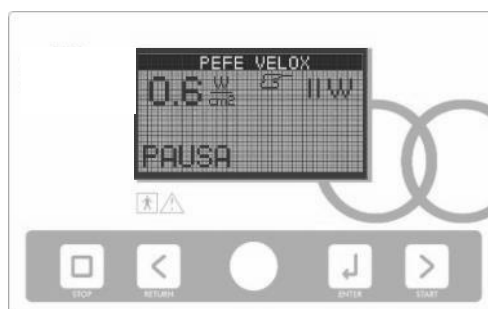 PEFE VELOX
0.6 W/cm2 11W
PAUSA
STOP RETURN ENTER START